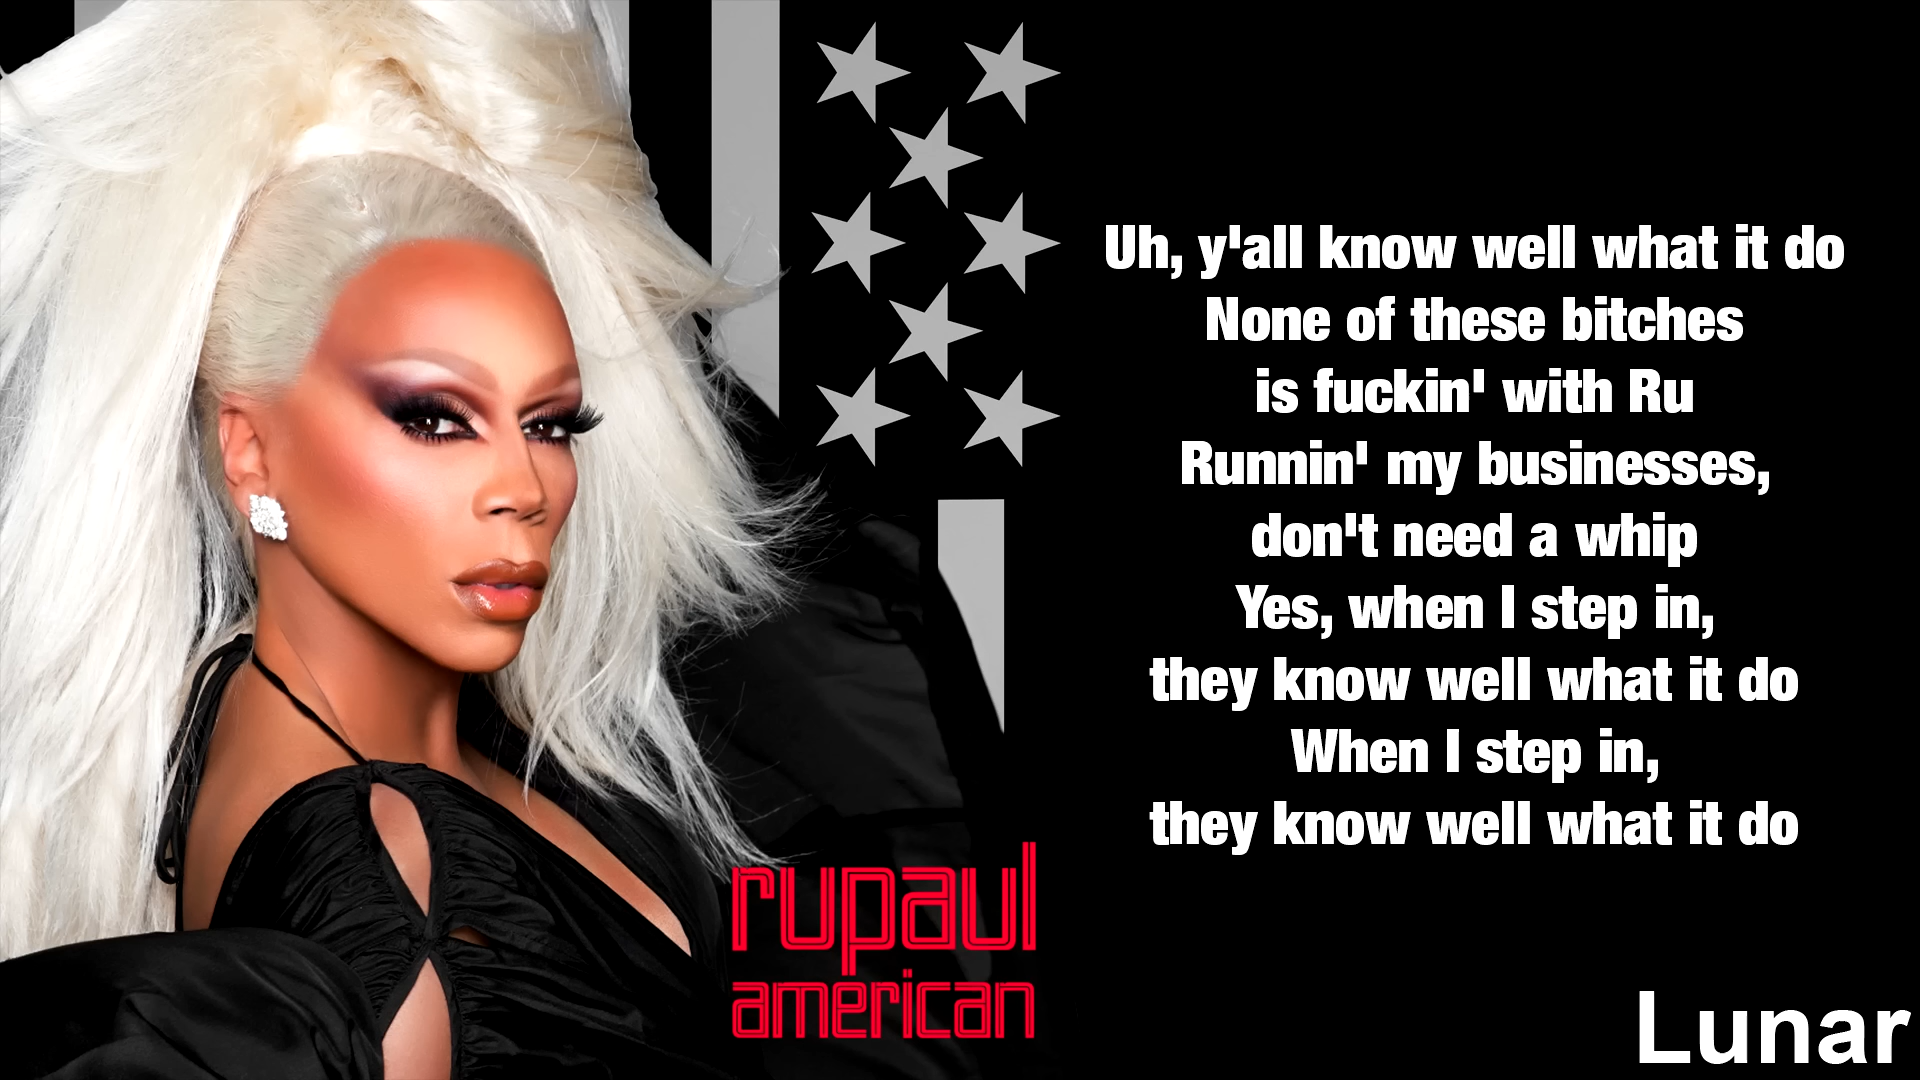 Uh, y'all know well what it do
None of these bitches
is fuckin' with Ru
Runnin' my businesses,
don't need a whip
Yes, when I step in,
they know well what it do
When I step in,
they know well what it do
rupaul
american
Lunar